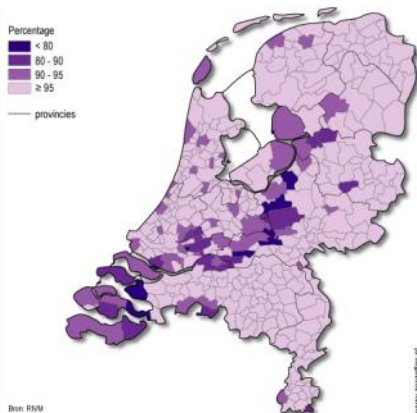 Percentage
< 80
80 - 90
90 - 95
≥ 95
provincies
Bron: RIVM